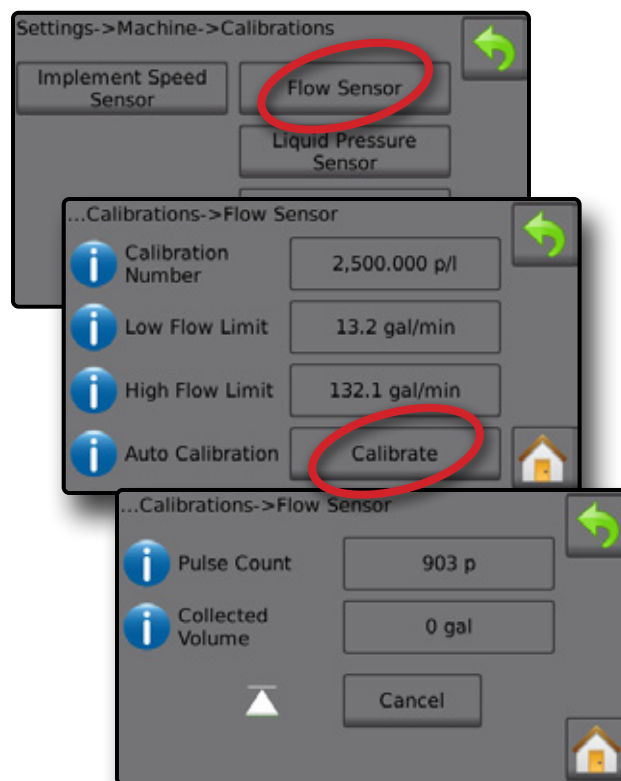 Settings->Machine->Calibrations
Implement Speed
Sensor
Flow Sensor
Liquid Pressure
Sensor
...Calibrations->Flow Sensor
Calibration
Number
2,500.000 p/l
Low Flow Limit
13.2 gal/min
High Flow Limit
132.1 gal/min
Auto Calibration
Calibrate
...Calibrations->Flow Sensor
Pulse Count
903 p
Collected
Volume
0 gal
Cancel